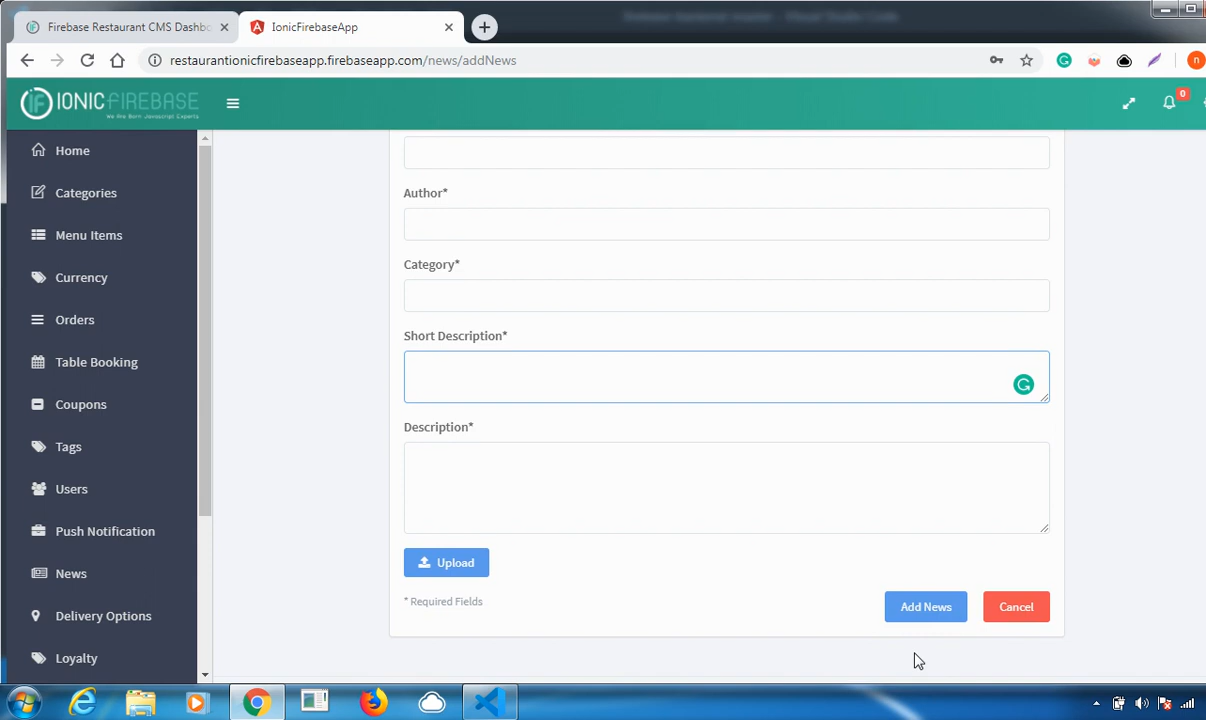 Firebase Restaurant CMS Dashbo
IonicFirebaseApp
restaurantionicfirebaseapp.firebaseapp.com/news/addNews
n
IONICFIREBASE
We Are Born Javascript Experts
0
Home
Categories
Menu Items
Currency
Orders
Table Booking
Coupons
Tags
Users
Push Notification
News
Delivery Options
Loyalty
Author*
Category*
Short Description*
Description*
Upload
* Required Fields
Add News
Cancel